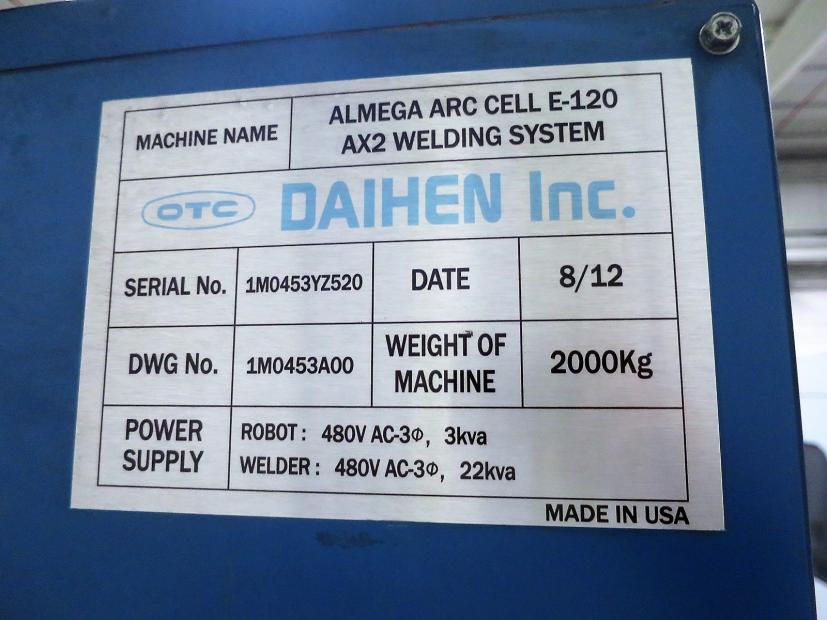 MACHINE NAME
ALMEGA ARC CELL E-120
AX2 WELDING SYSTEM
OTC DAIHEN Inc.
SERIAL No. 1M0453YZ520 DATE 8/12
DWG No. 1M0453A00 WEIGHT OF MACHINE 2000Kg
POWER SUPPLY
ROBOT : 480V AC-3Φ, 3kva
WELDER : 480V AC-3Φ, 22kva
MADE IN USA